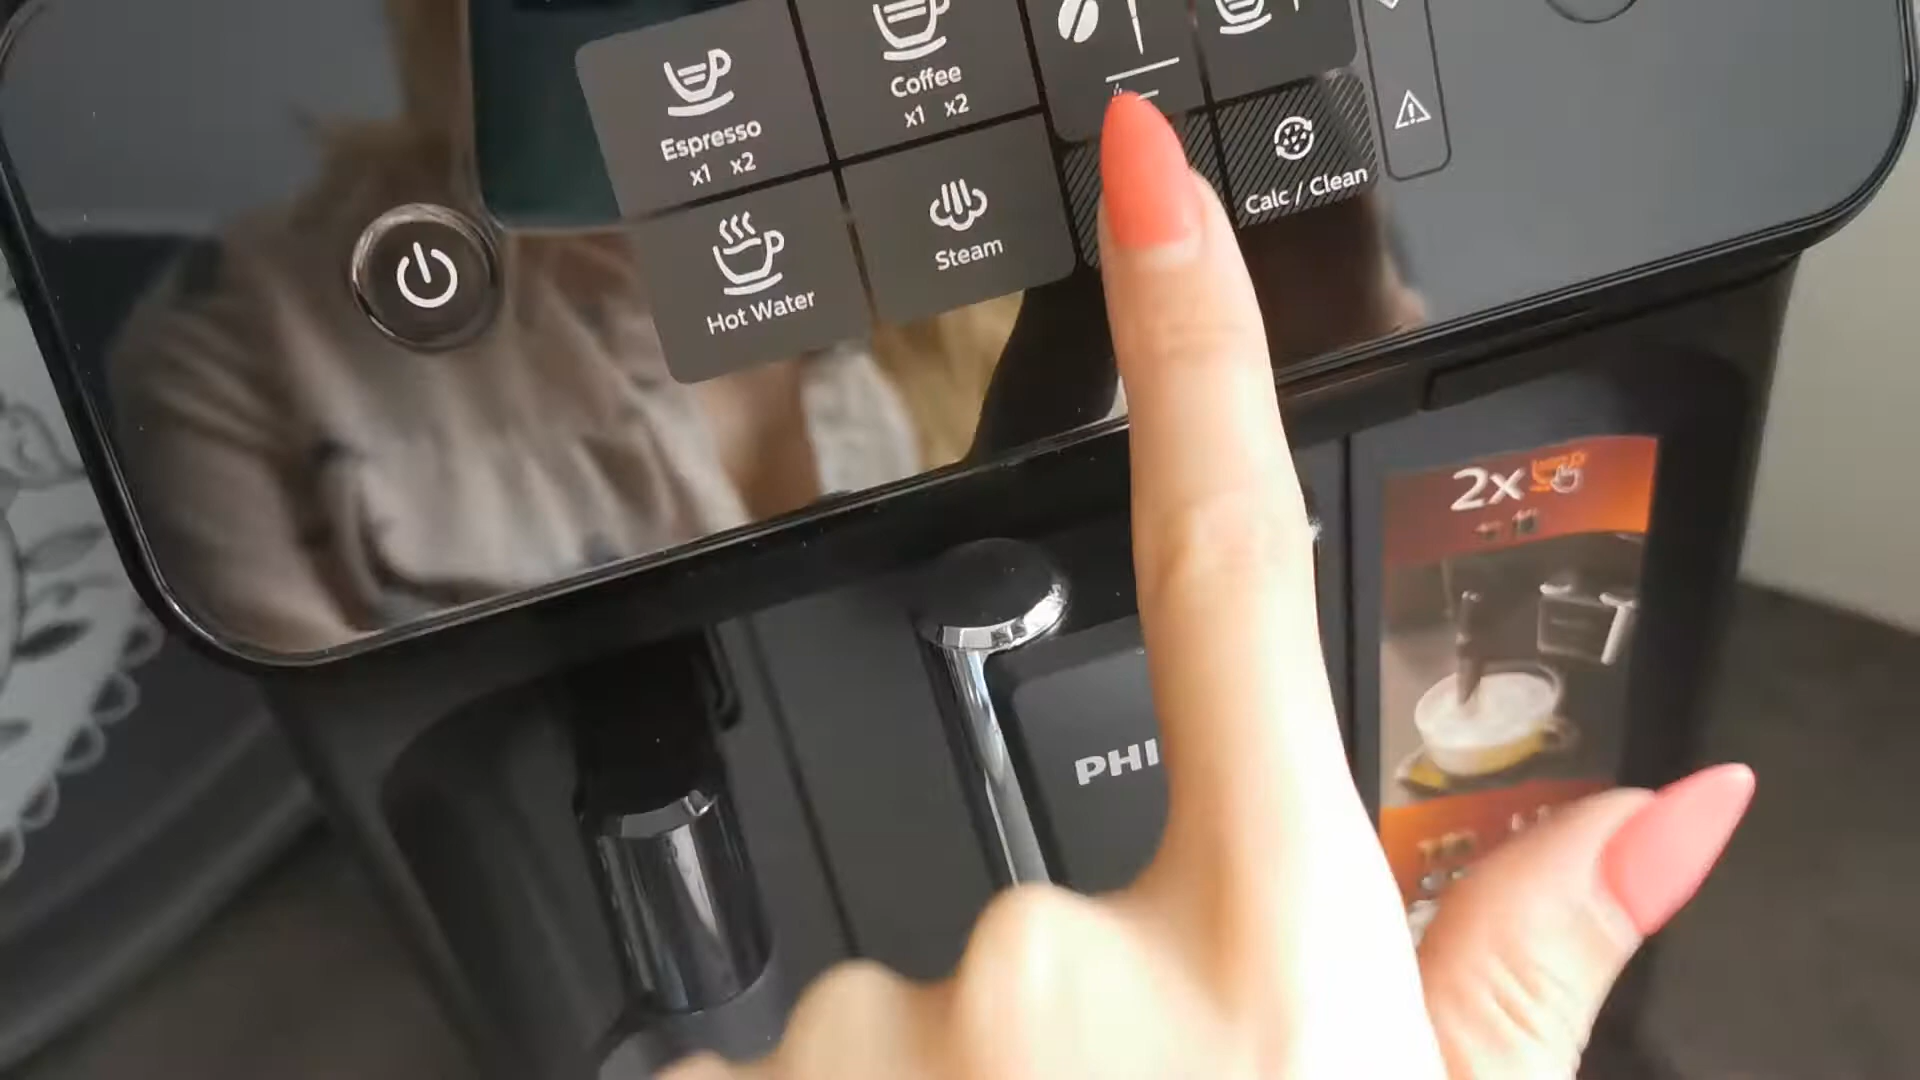 Espresso
x1 x2
Coffee
x1 x2
Hot Water
Steam
Calc / Clean
2x
PHI